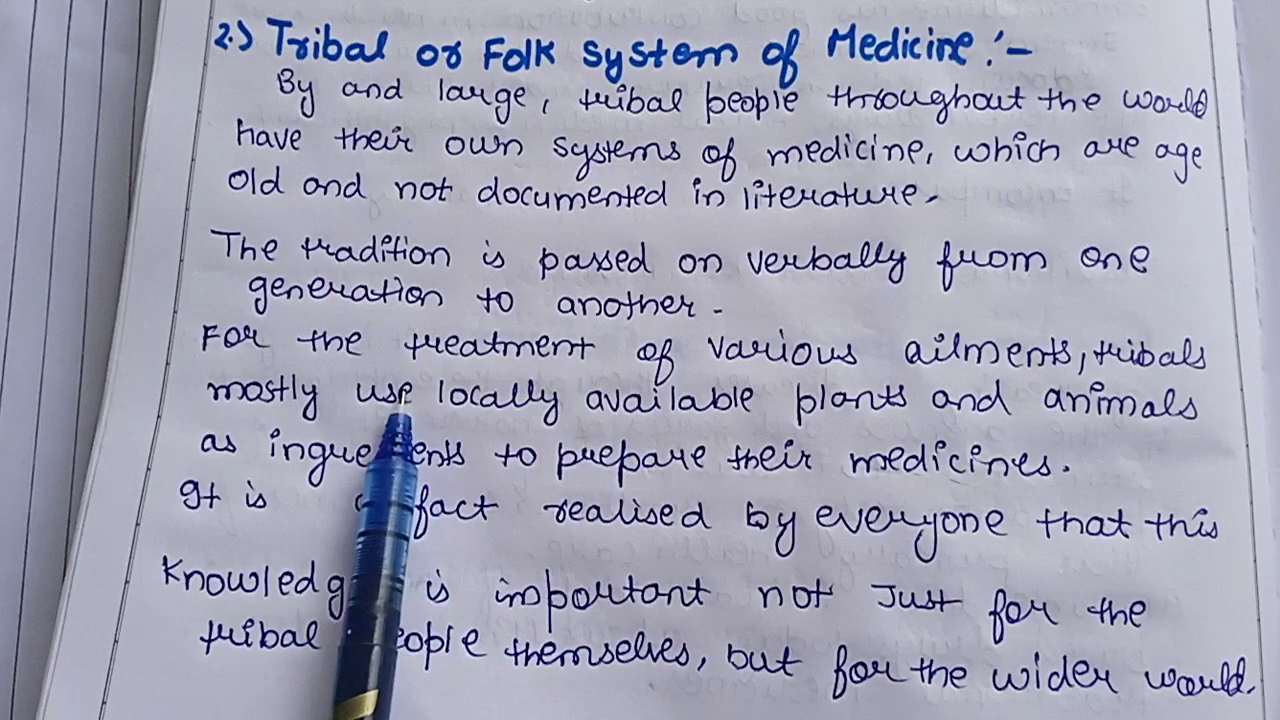 2.) Tribal or Folk System of Medicine :-
By and large, tribal people throughout the world
have their own systems of medicine, which are age
old and not documented in literature.
The tradition is passed on verbally from one
generation to another.
For the treatment of various ailments, tribals
mostly use locally available plants and animals
as ingre ents to prepare their medicines.
It is fact realised by everyone that this
Knowledg is important not Just for the
tribal eople themselves, but for the wider world.